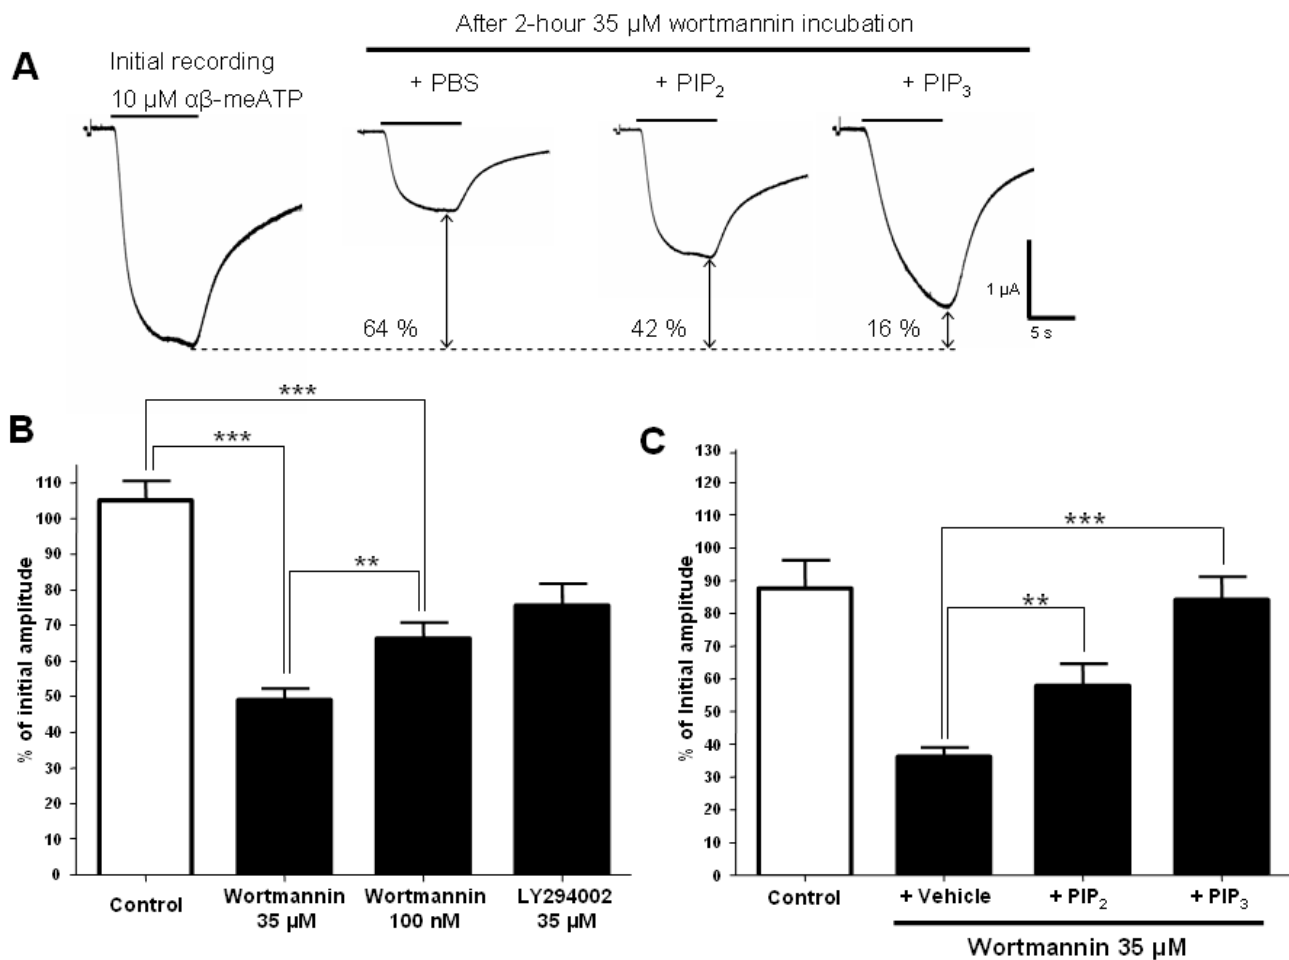 After 2-hour 35 µM wortmannin incubation
A
Initial recording
10 µM αβ-meATP
+ PBS
+ PIP2
+ PIP3
64 %
42 %
16 %
1 µA
5 s
B
% of initial amplitude
110
100
90
80
70
60
50
40
30
20
10
0
***
***
**
Control
Wortmannin
35 µM
Wortmannin
100 nM
LY294002
35 µM
C
% of Initial amplitude
130
120
110
100
90
80
70
60
50
40
30
20
10
0
***
**
Control
+ Vehicle
+ PIP2
+ PIP3
Wortmannin 35 µM